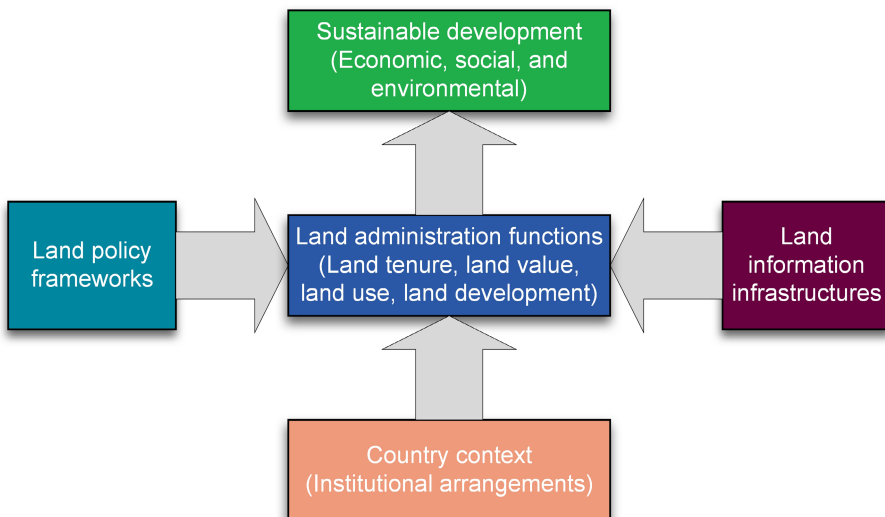 Sustainable development
(Economic, social, and
environmental)
Land policy
frameworks
Land administration functions
(Land tenure, land value,
land use, land development)
Land
information
infrastructures
Country context
(Institutional arrangements)